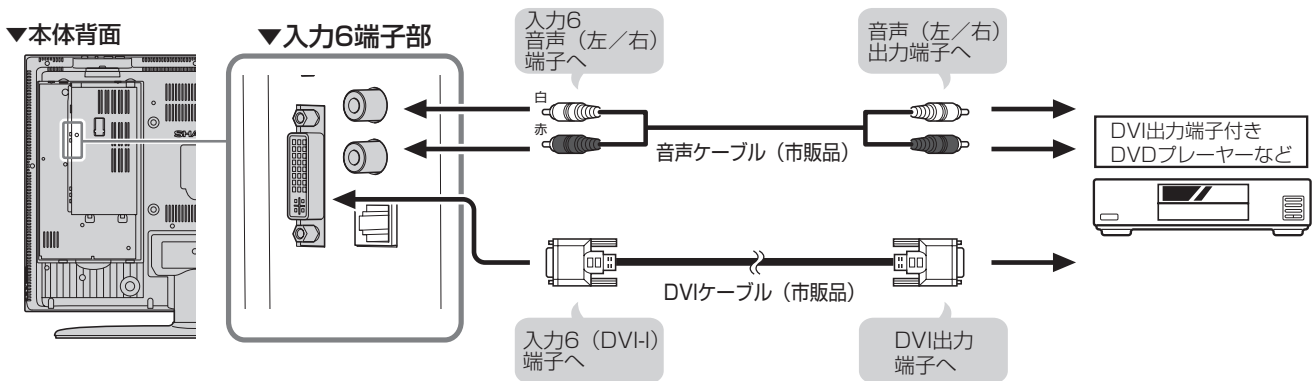 ▼本体背面
▼入力6端子部
入力6
音声（左／右）
端子へ
音声（左／右）
出力端子へ
白
赤
音声ケーブル（市販品）
DVI出力端子付き
DVDプレーヤーなど
DVIケーブル（市販品）
入力6（DVI-I）
端子へ
DVI出力
端子へ
SHA